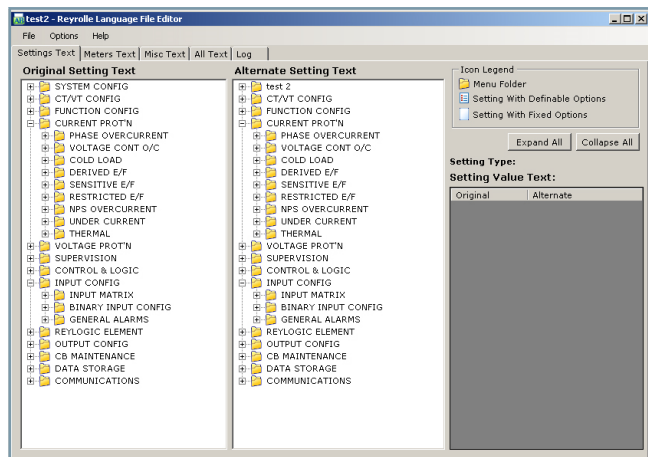 test2 - Reyrolle Language File Editor
File Options Help
Settings Text Meters Text Misc Text All Text Log
Original Setting Text
SYSTEM CONFIG
CT/VT CONFIG
FUNCTION CONFIG
CURRENT PROT'N
PHASE OVERCURRENT
VOLTAGE CONT O/C
COLD LOAD
DERIVED E/F
SENSITIVE E/F
RESTRICTED E/F
NPS OVERCURRENT
UNDER CURRENT
THERMAL
VOLTAGE PROT'N
SUPERVISION
CONTROL & LOGIC
INPUT CONFIG
INPUT MATRIX
BINARY INPUT CONFIG
GENERAL ALARMS
REYLOGIC ELEMENT
OUTPUT CONFIG
CB MAINTENANCE
DATA STORAGE
COMMUNICATIONS
Alternate Setting Text
test 2
CT/VT CONFIG
FUNCTION CONFIG
CURRENT PROT'N
PHASE OVERCURRENT
VOLTAGE CONT O/C
COLD LOAD
DERIVED E/F
SENSITIVE E/F
RESTRICTED E/F
NPS OVERCURRENT
UNDER CURRENT
THERMAL
VOLTAGE PROT'N
SUPERVISION
CONTROL & LOGIC
INPUT CONFIG
INPUT MATRIX
BINARY INPUT CONFIG
GENERAL ALARMS
REYLOGIC ELEMENT
OUTPUT CONFIG
CB MAINTENANCE
DATA STORAGE
COMMUNICATIONS
Icon Legend
Menu Folder
Setting With Definable Options
Setting With Fixed Options
Expand All Collapse All
Setting Type:
Setting Value Text:
Original Alternate